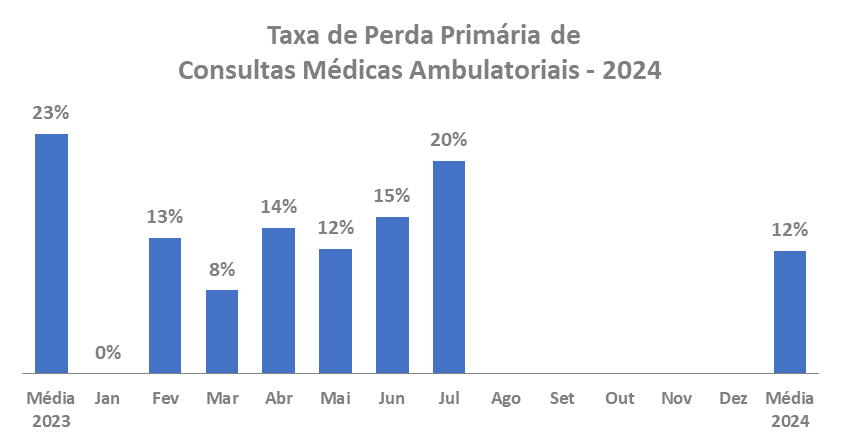 Taxa de Perda Primária de
Consultas Médicas Ambulatoriais - 2024
23%
0%
13%
8%
14%
12%
15%
20%
12%
Média 2023
Jan
Fev
Mar
Abr
Mai
Jun
Jul
Ago
Set
Out
Nov
Dez
Média 2024